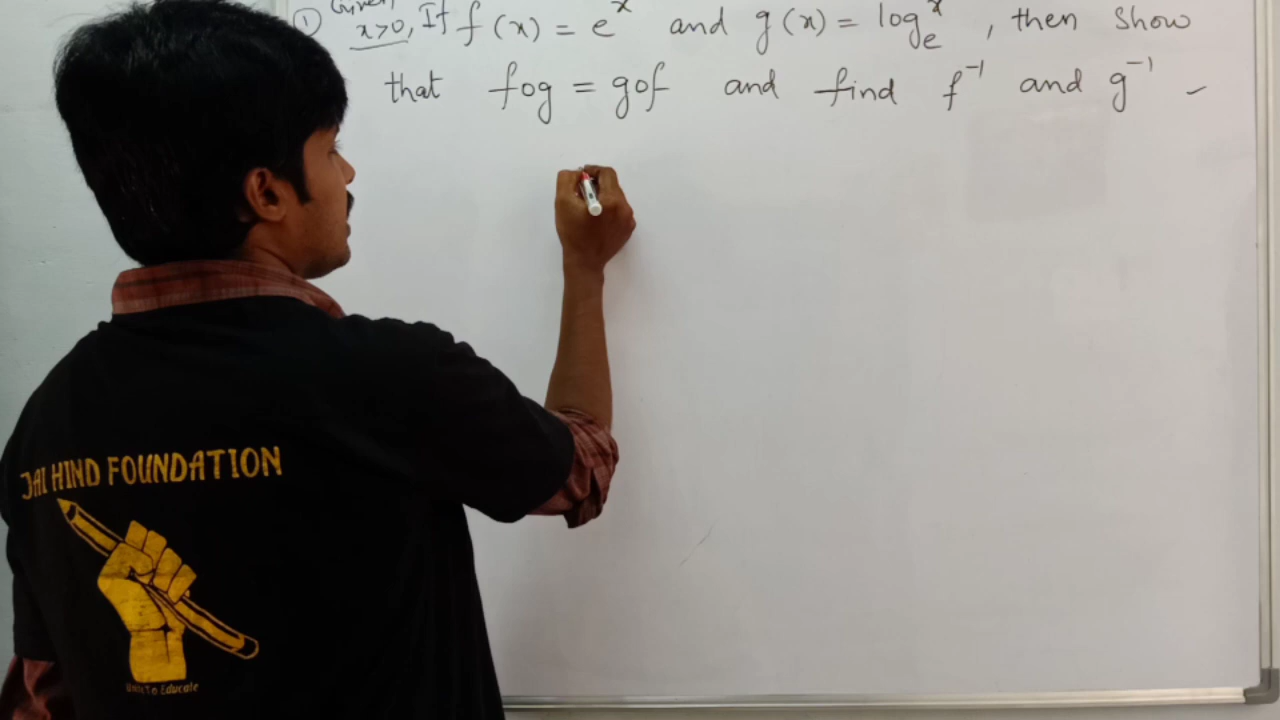 ① Given,
x>0, If f(x) = eˣ and g(x) = logₑˣ, then show
that fog = gof and find f⁻¹ and g⁻¹
JAI HIND FOUNDATION
Unite To Educate